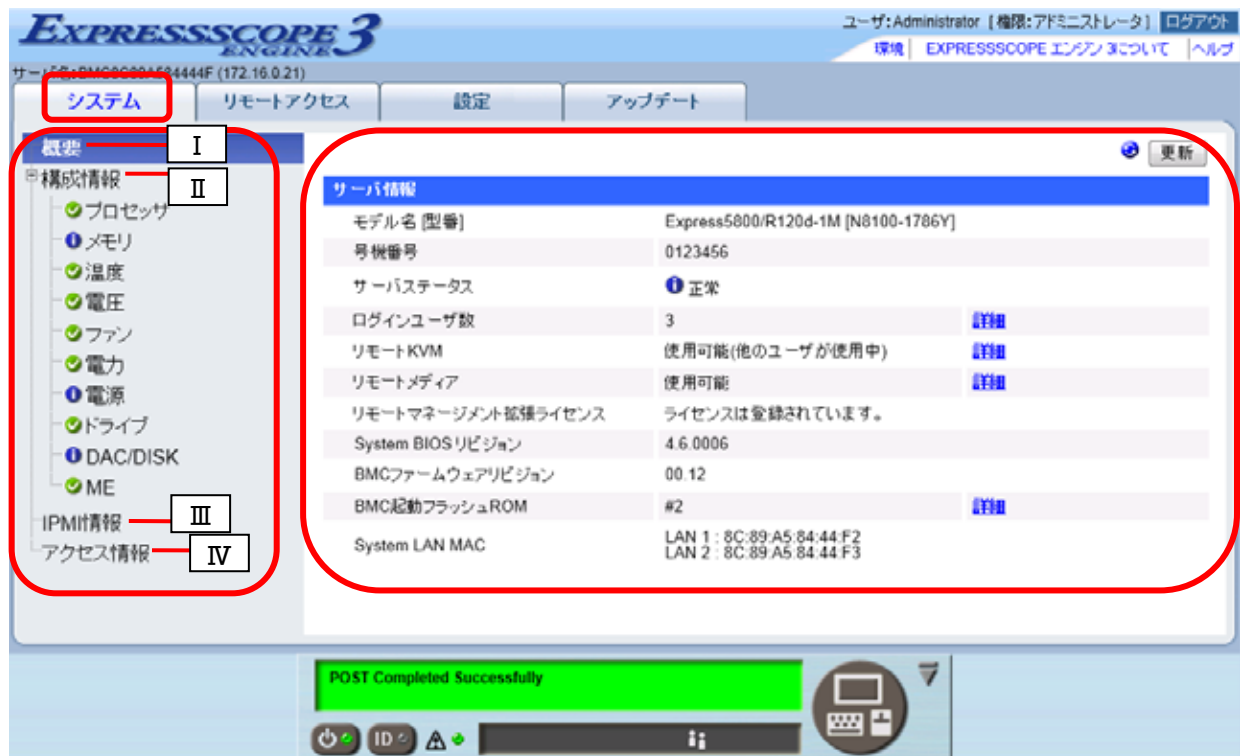 EXPRESSSCOPE 3
ENGINE
ユーザ:Administrator [権限:アドミニストレータ] ログアウト
環境 EXPRESSSCOPE エンジン 3について ヘルプ
(172.16.0.21)
システム リモートアクセス 設定 アップデート
概要 Ⅰ
構成情報 Ⅱ
プロセッサ
メモリ
温度
電圧
ファン
電力
電源
ドライブ
DAC/DISK
ME
IPMI情報 Ⅲ
アクセス情報 Ⅳ
更新
サーバ情報
モデル名 [型番] Express5800/R120d-1M [N8100-1786Y]
号機番号 0123456
サーバステータス 正常
ログインユーザ数 3 詳細
リモートKVM 使用可能(他のユーザが使用中) 詳細
リモートメディア 使用可能 詳細
リモートマネージメント拡張ライセンス ライセンスは登録されています。
System BIOSリビジョン 4.6.0006
BMCファームウェアリビジョン 00.12
BMC起動フラッシュROM #2 詳細
System LAN MAC LAN 1 : 8C:89:A5:84:44:F2
LAN 2 : 8C:89:A5:84:44:F3
POST Completed Successfully
ID